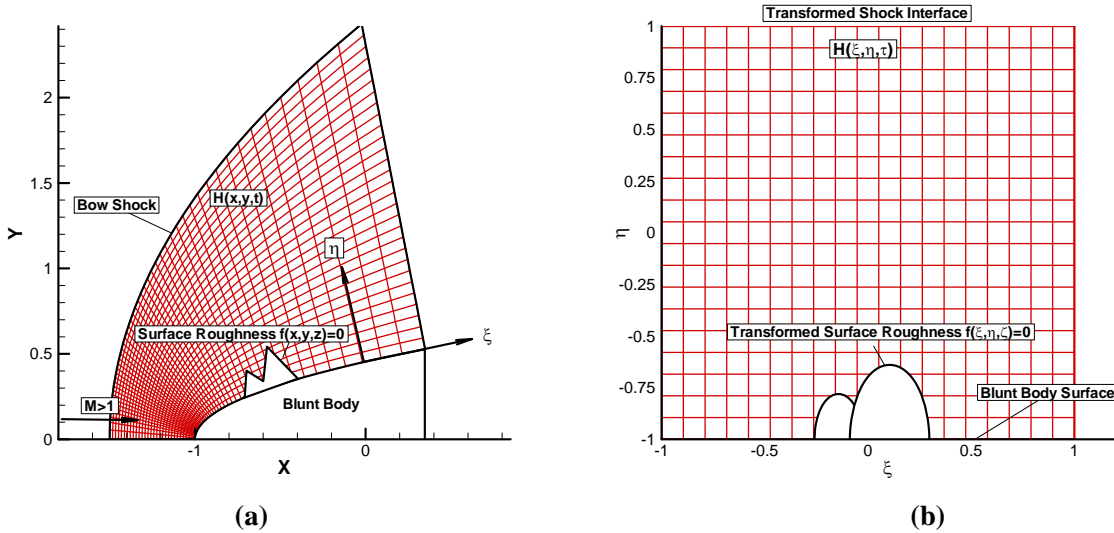 2
1.5
1
0.5
0
Y
-1
0
X
Bow Shock
H(x,y,t)
η
Surface Roughness f(x,y,z)=0
ξ
Blunt Body
M>1
(a)
Transformed Shock Interface
H(ξ,η,τ)
1
0.75
0.5
0.25
0
-0.25
-0.5
-0.75
-1
η
Transformed Surface Roughness f(ξ,η,ζ)=0
Blunt Body Surface
-1
-0.5
0
0.5
1
ξ
(b)